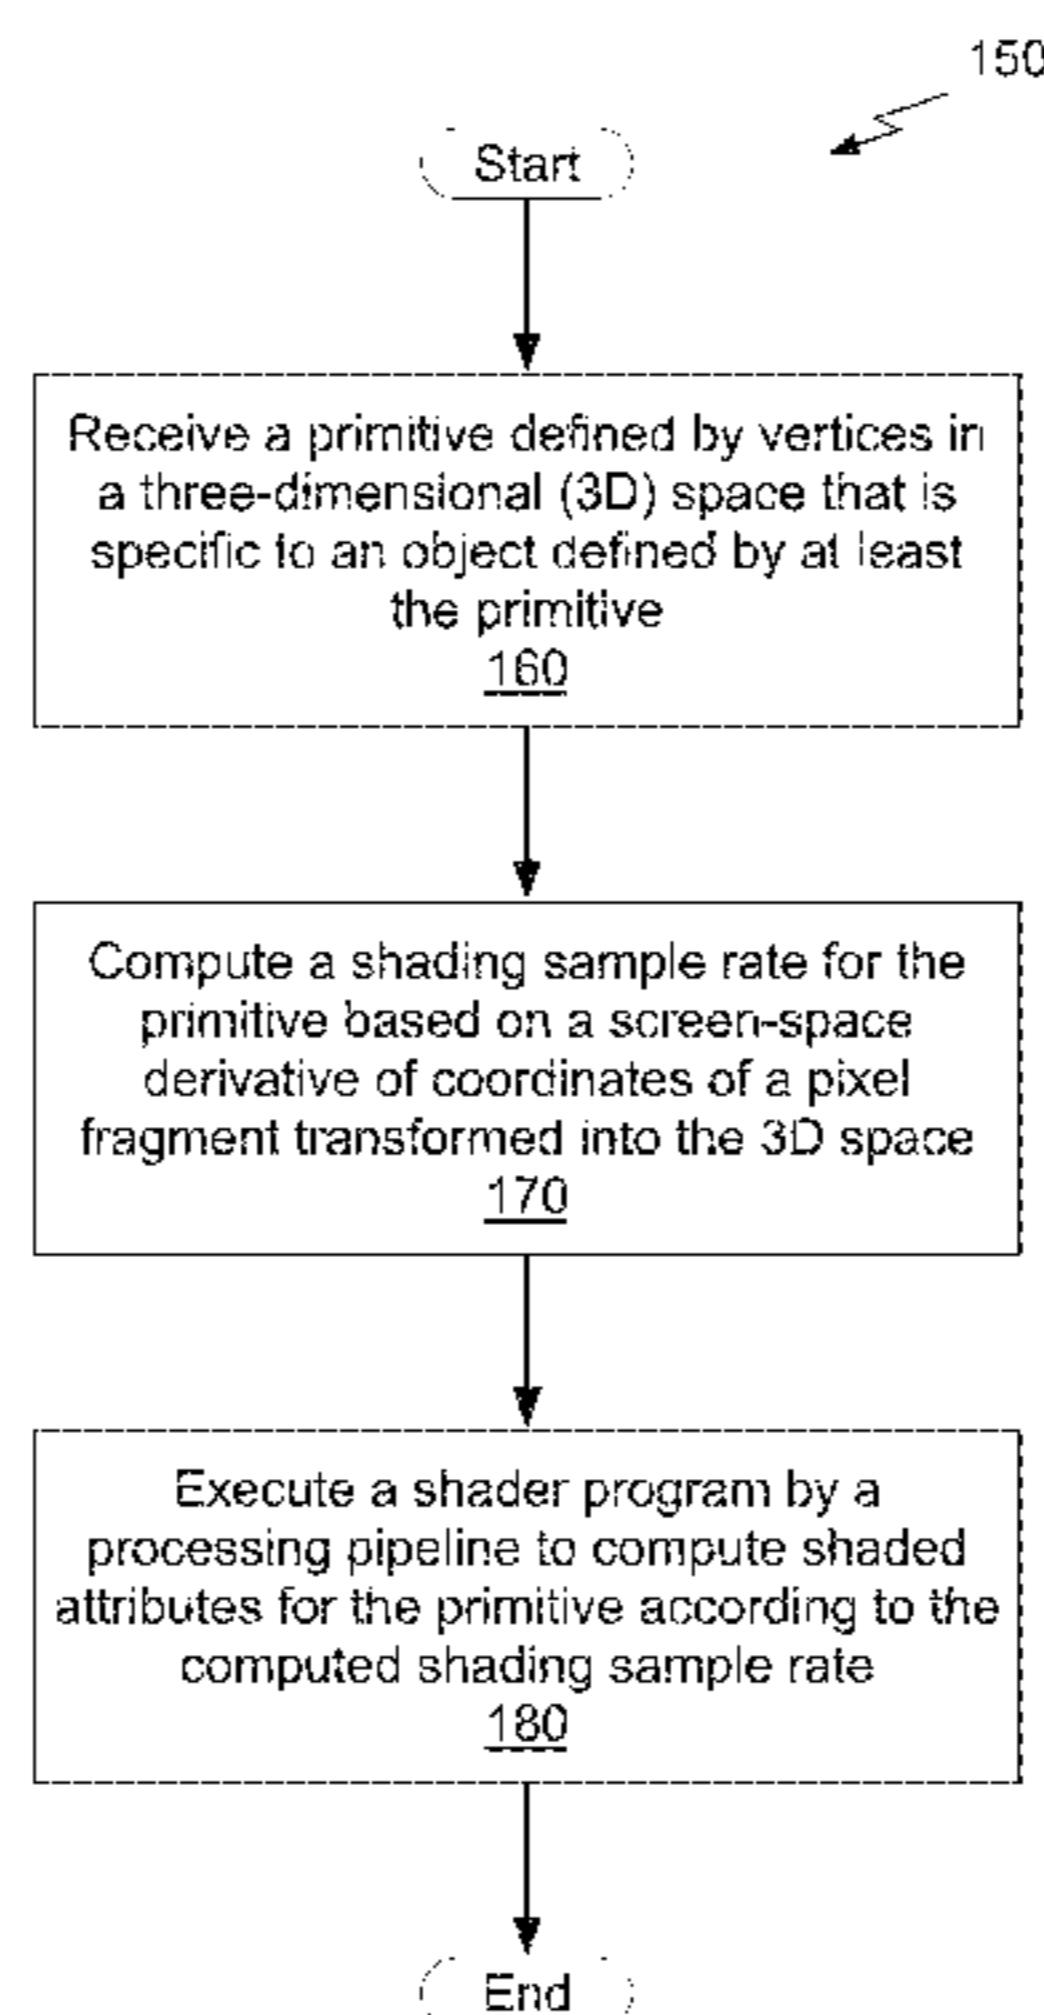 150
Start
Receive a primitive defined by vertices in
a three-dimensional (3D) space that is
specific to an object defined by at least
the primitive
160
Compute a shading sample rate for the
primitive based on a screen-space
derivative of coordinates of a pixel
fragment transformed into the 3D space
170
Execute a shader program by a
processing pipeline to compute shaded
attributes for the primitive according to the
computed shading sample rate
180
End